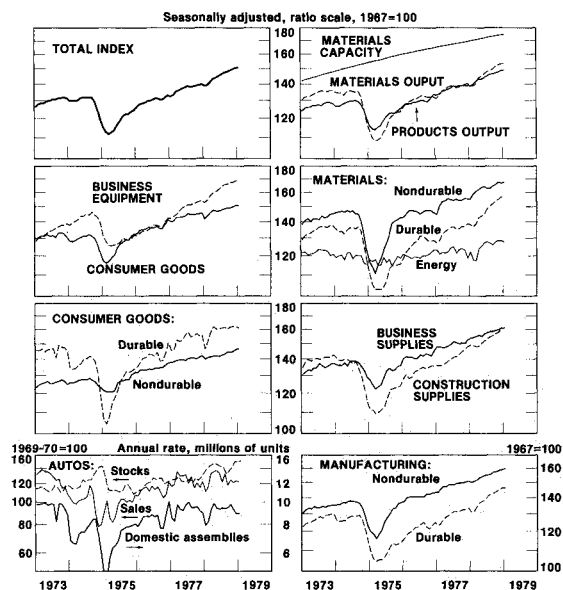 Seasonally adjusted, ratio scale, 1967=100
TOTAL INDEX
180
160
140
120
MATERIALS
CAPACITY
MATERIALS OUPUT
PRODUCTS OUTPUT
BUSINESS
EQUIPMENT
CONSUMER GOODS
180
160
140
120
MATERIALS:
Nondurable
Durable
Energy
CONSUMER GOODS:
Durable
Nondurable
180
160
140
120
100
BUSINESS
SUPPLIES
CONSTRUCTION
SUPPLIES
1969-70=100
Annual rate, millions of units
1967=100
AUTOS:
Stocks
Sales
Domestic assemblies
120
100
80
60
16
12
10
8
6
MANUFACTURING:
Nondurable
Durable
160
140
120
100
1973
1975
1977
1979
1973
1975
1977
1979